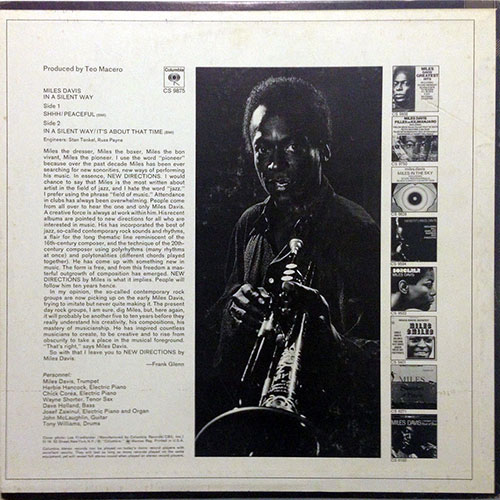 Produced by Teo Macero
Columbia
CS 9875
MILES DAVIS
IN A SILENT WAY
Side 1
SHHH/PEACEFUL (BMI)
Side 2
IN A SILENT WAY/IT'S ABOUT THAT TIME (BMI)
Engineers: Stan Tonkel, Russ Payne
Miles the dresser, Miles the boxer, Miles the bon
vivant, Miles the pioneer. I use the word "pioneer"
because over the past decade Miles has been ever
searching for new sonorities, new ways of performing
his music. In essence, NEW DIRECTIONS. I would
chance to say that Miles is the most written about
artist in the field of jazz, and I hate the word "jazz."
I prefer using the phrase "field of music." Attendance
in clubs has always been overwhelming. People come
from all over to hear the one and only Miles Davis.
A creative force is always at work within him. His recent
albums are pointed to new directions for all who are
interested in music. He has incorporated the best of
jazz, so-called contemporary rock sounds and rhythms,
a flair for the long thematic line reminiscent of the
16th-century composer, and the technique of the 20th-
century composer using polyrhythms (many rhythms
at once) and polytonalities (different chords played
together). He has come up with something new in
music. The form is free, and from this freedom a mas-
terful outgrowth of composition has emerged. NEW
DIRECTIONS by Miles is what it implies. People will
follow him ten years hence.
In my opinion, the so-called contemporary rock
groups are now picking up on the early Miles Davis,
trying to imitate but never quite making it. The present
day rock groups, I am sure, dig Miles, but, here again,
it will probably be another five to ten years before they
really understand his creativity, his compositions, his
mastery of musicianship. He has inspired countless
musicians to create, to be creative and to rise from
obscurity to take a place in the musical foreground.
"That's right," says Miles Davis.
So with that I leave you to NEW DIRECTIONS by
Miles Davis.
—Frank Glenn
Personnel:
Miles Davis, Trumpet
Herbie Hancock, Electric Piano
Chick Corea, Electric Piano
Wayne Shorter, Tenor Sax
Dave Holland, Bass
Josef Zawinul, Electric Piano and Organ
John McLaughlin, Guitar
Tony Williams, Drums
MILES
DAVIS'
GREATEST
HITS
MILES DAVIS
FILLES DE KILIMANJARO
MILES IN THE SKY
SORCERER
MILES DAVIS
MILES
SMILES
MILES
MILES DAVIS